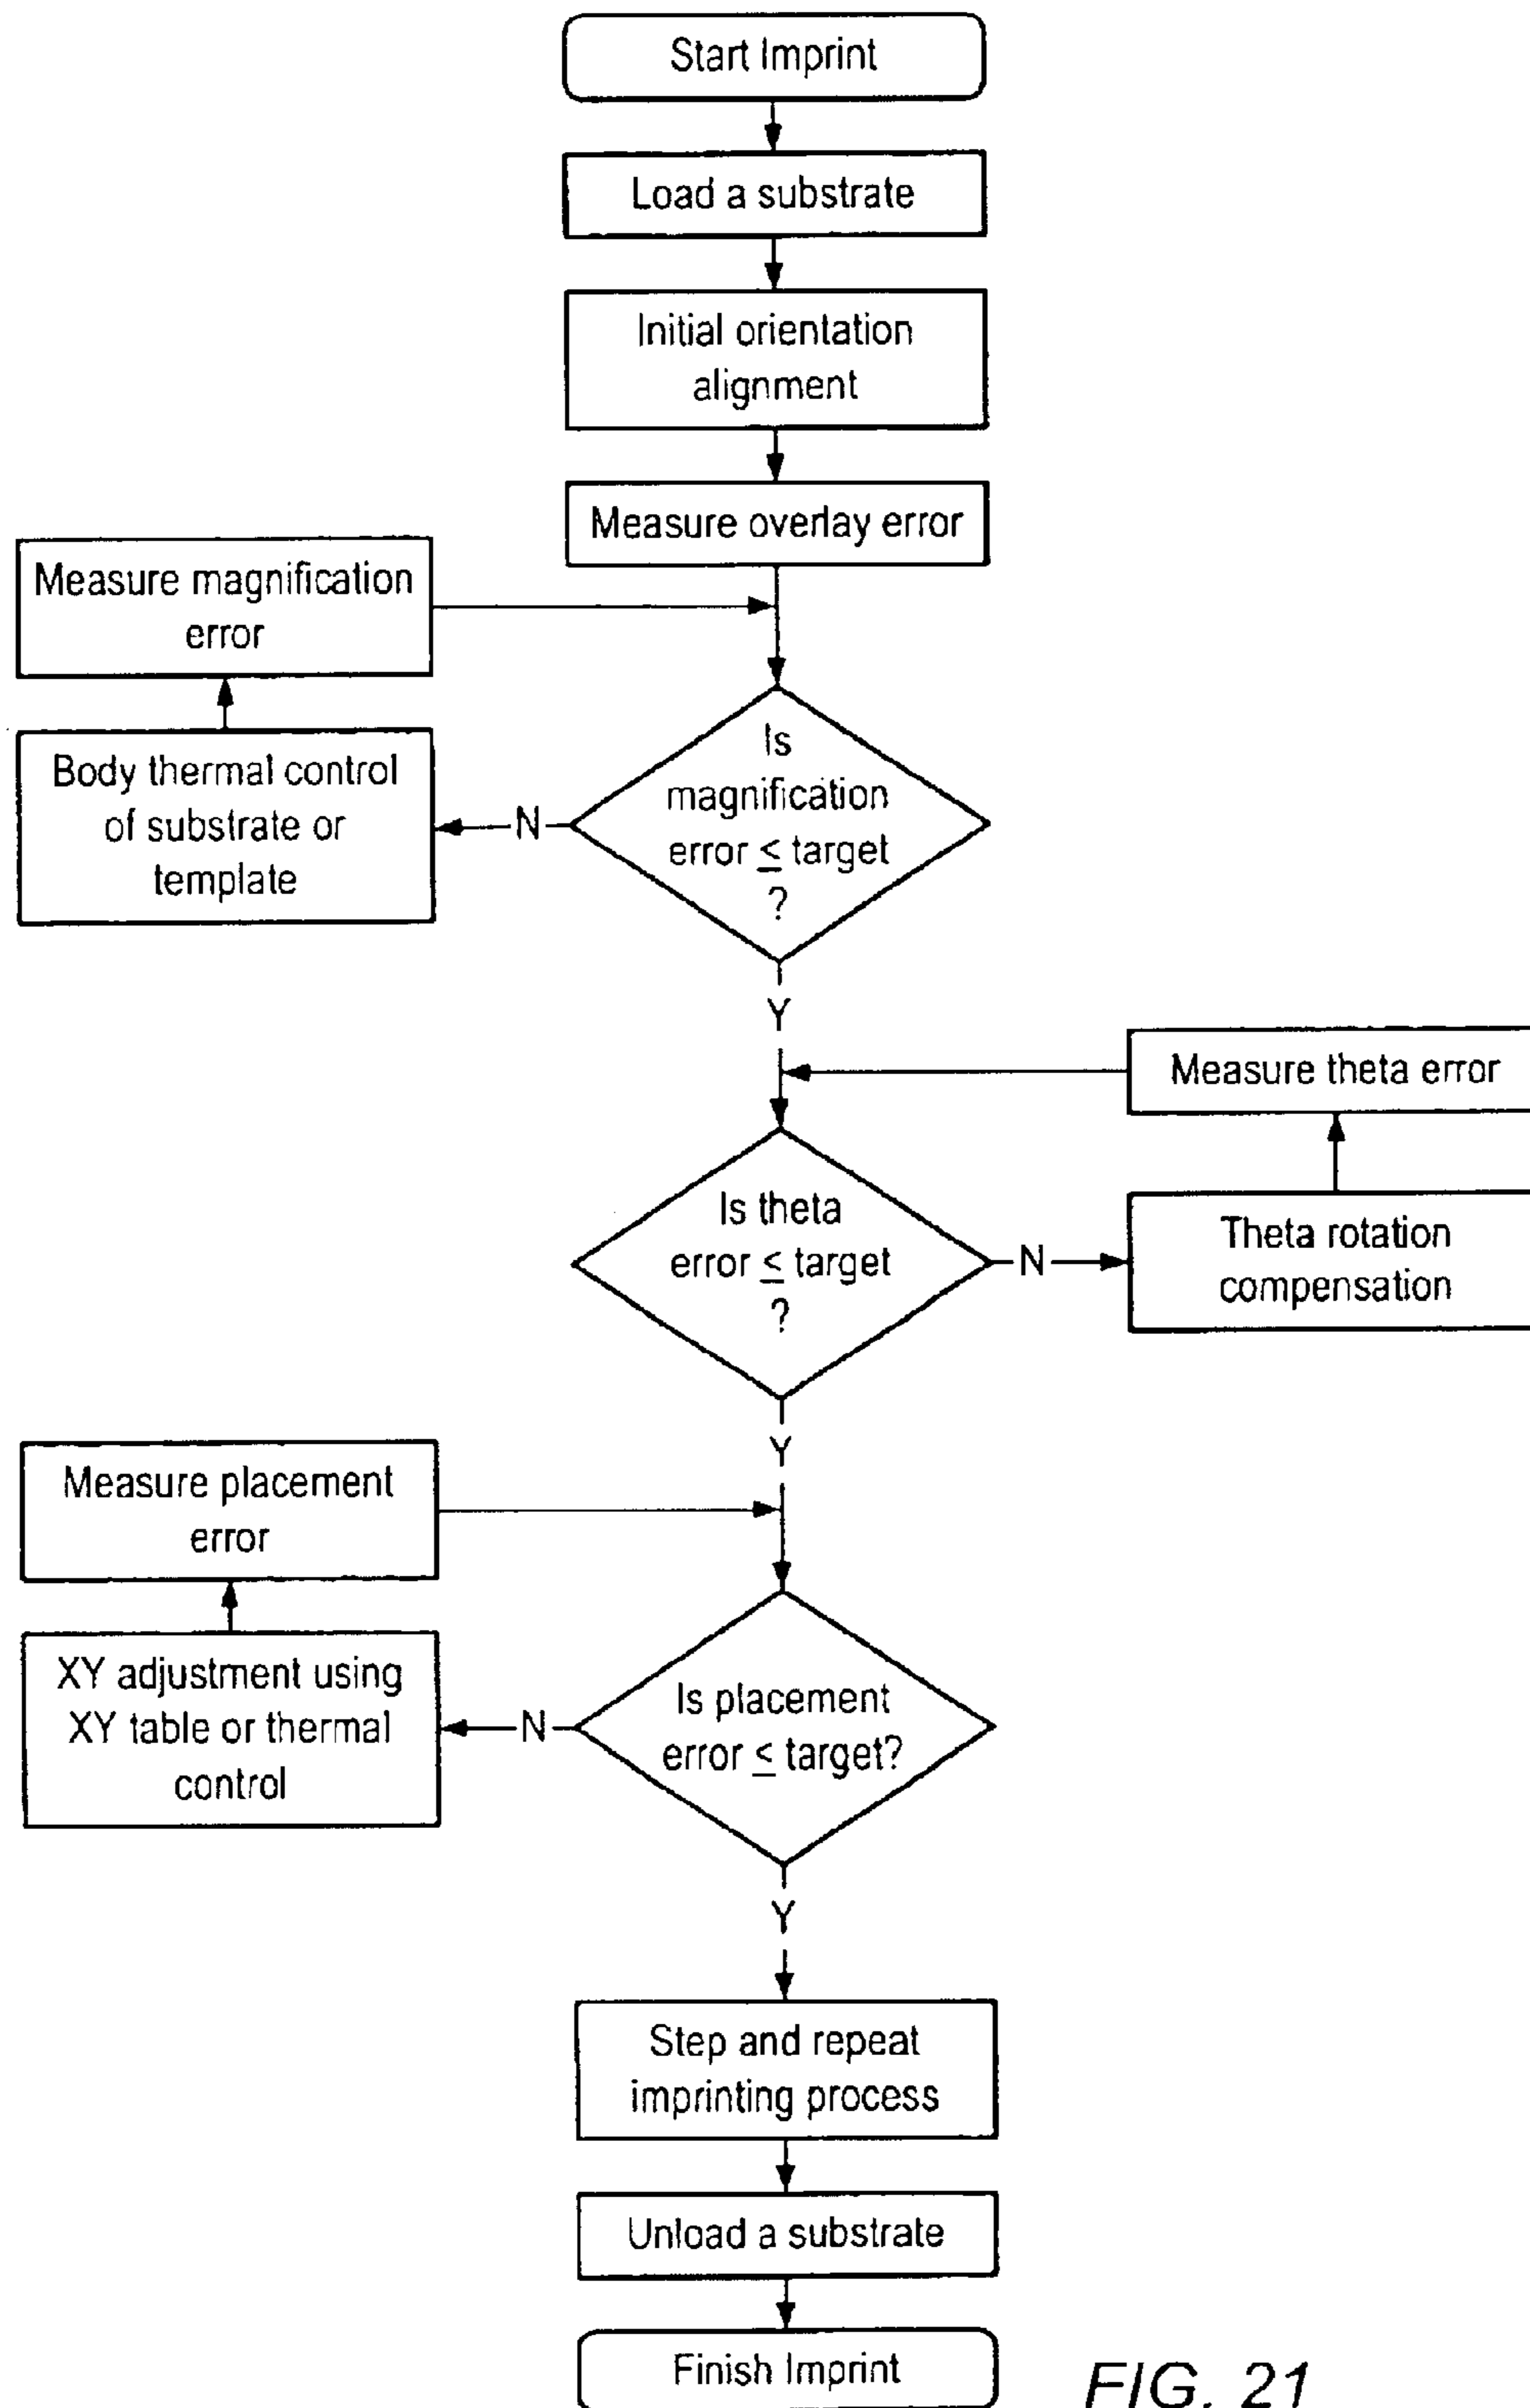 Start Imprint
Load a substrate
Initial orientation
alignment
Measure overlay error
Measure magnification
error
Body thermal control
of substrate or
template
N
Is
magnification
error ≤ target
?
Y
Measure theta error
Is theta
error ≤ target
?
N
Theta rotation
compensation
Y
Measure placement
error
XY adjustment using
XY table or thermal
control
N
Is placement
error ≤ target?
Y
Step and repeat
imprinting process
Unload a substrate
Finish Imprint
FIG. 21